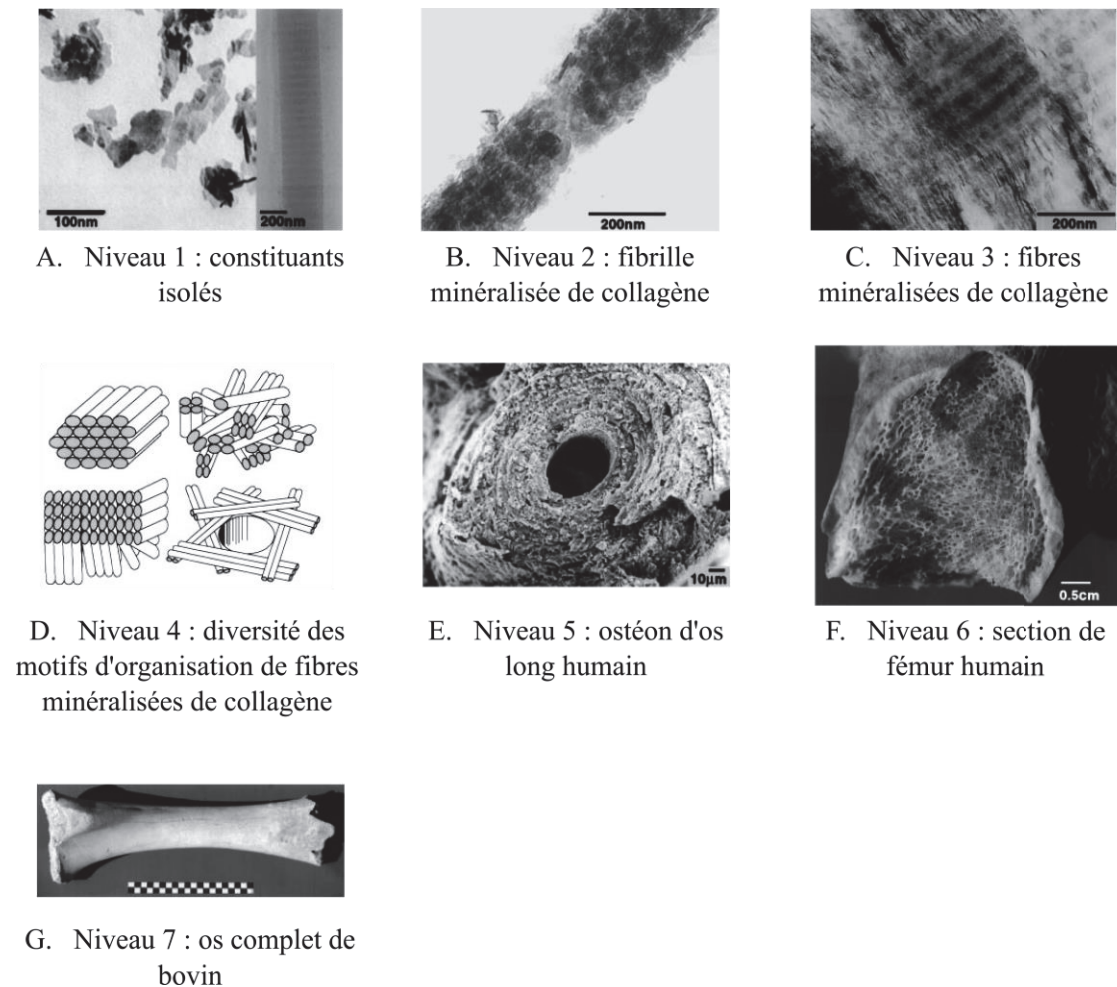 100nm
200nm
200nm
200nm
A. Niveau 1 : constituants
isolés
B. Niveau 2 : fibrille
minéralisée de collagène
C. Niveau 3 : fibres
minéralisées de collagène
10µm
0.5cm
D. Niveau 4 : diversité des
motifs d'organisation de fibres
minéralisées de collagène
E. Niveau 5 : ostéon d'os
long humain
F. Niveau 6 : section de
fémur humain
G. Niveau 7 : os complet de
bovin